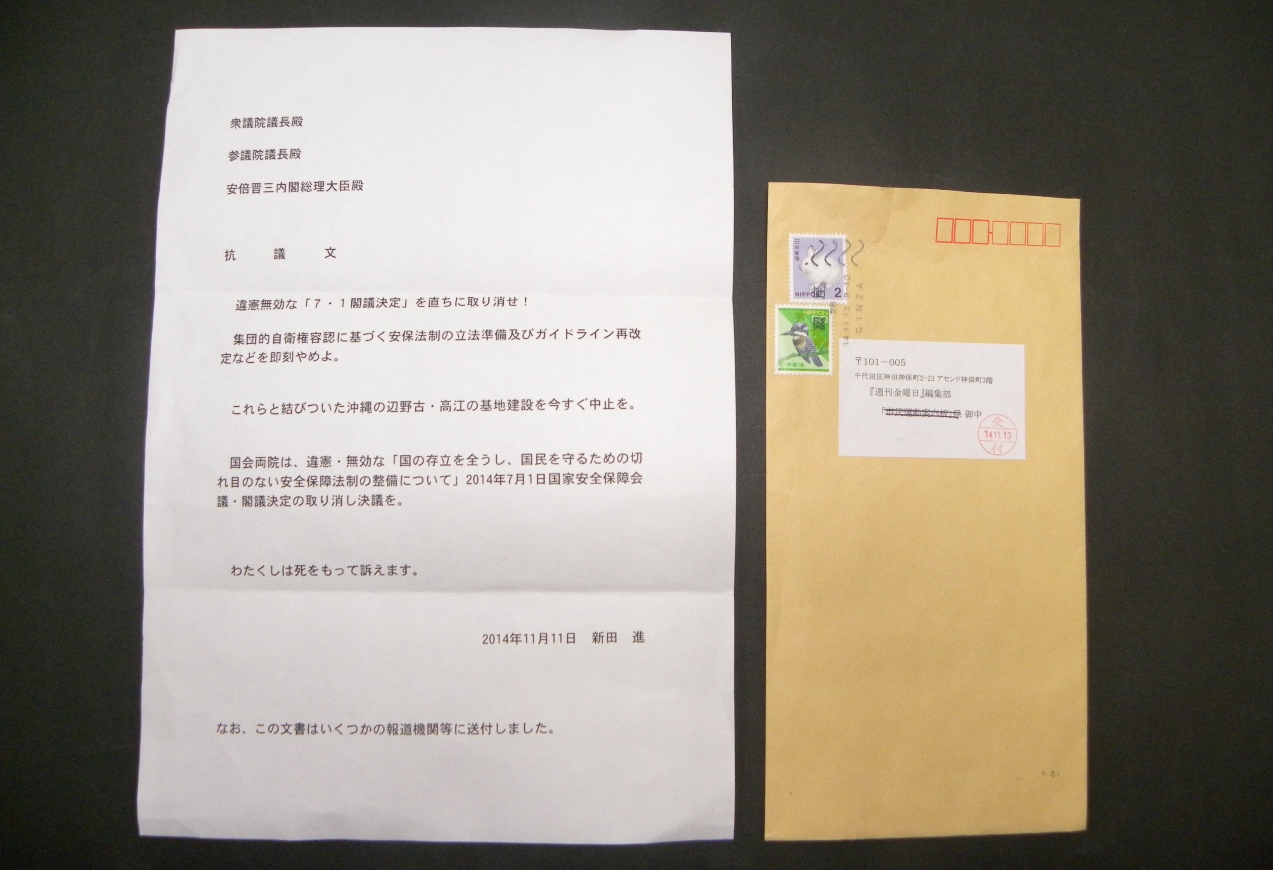 衆議院議長殿
参議院議長殿
安倍晋三内閣総理大臣殿
抗　議　文
違憲無効な「７・１閣議決定」を直ちに取り消せ！
集団的自衛権容認に基づく安保法制の立法準備及びガイドライン再改
定などを即刻やめよ。
これらと結びついた沖縄の辺野古・高江の基地建設を今すぐ中止を。
国会両院は、違憲・無効な「国の存立を全うし、国民を守るための切
れ目のない安全保障法制の整備について」2014年7月1日国家安全保障会
議・閣議決定の取り消し決議を。
わたくしは死をもって訴えます。
2014年11月11日　新田　進
なお、この文書はいくつかの報道機関等に送付しました。
日本郵便
NIPPON 2
GINZA
NIPPON
日本郵便
〒101－005
千代田区神田神保町2-23 アセンド神保町3階
『週刊金曜日』編集部
御中
受
'14.11.13
付